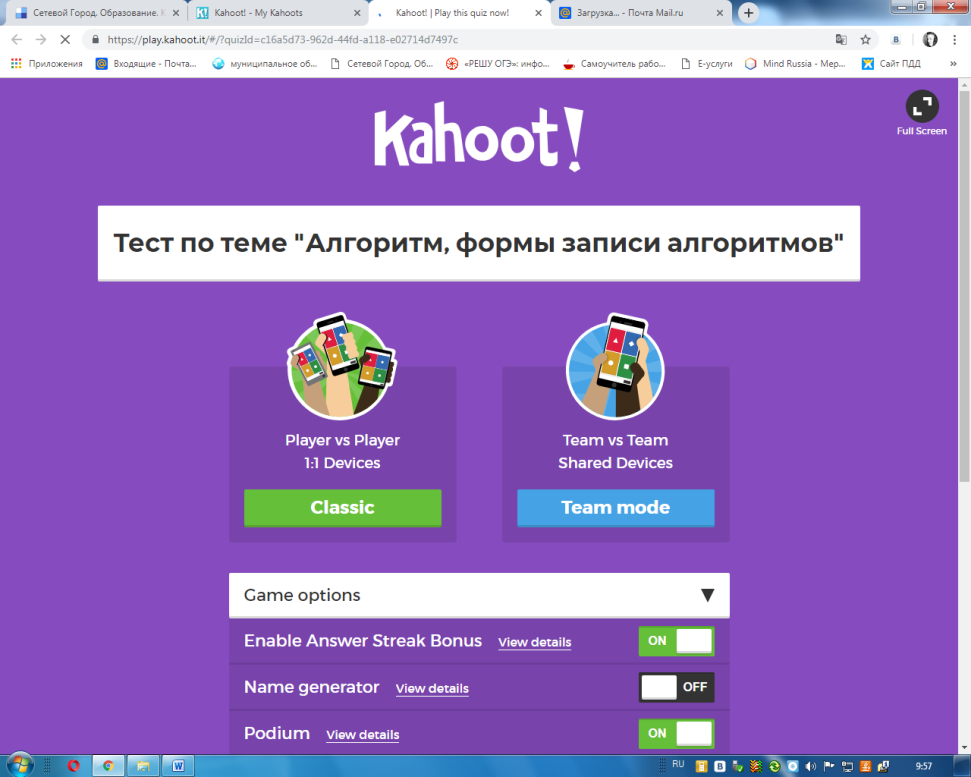 Сетевой Город. Образование. К
Kahoot! - My Kahoots
Kahoot! | Play this quiz now!
Загрузка... - Почта Mail.ru
https://play.kahoot.it/#/?quizId=c16a5d73-962d-44fd-a118-e02714d7497c
Приложения
Входящие - Почта...
муниципальное об...
Сетевой Город. Об...
«РЕШУ ОГЭ»: инфо...
Самоучитель рабо...
Е-услуги
Mind Russia - Мер...
Сайт ПДД
»
Kahoot!
Full Screen
Тест по теме "Алгоритм, формы записи алгоритмов"
Player vs Player
1:1 Devices
Classic
Team vs Team
Shared Devices
Team mode
Game options
Enable Answer Streak Bonus View details ON
Name generator View details OFF
Podium View details ON
RU
9:57